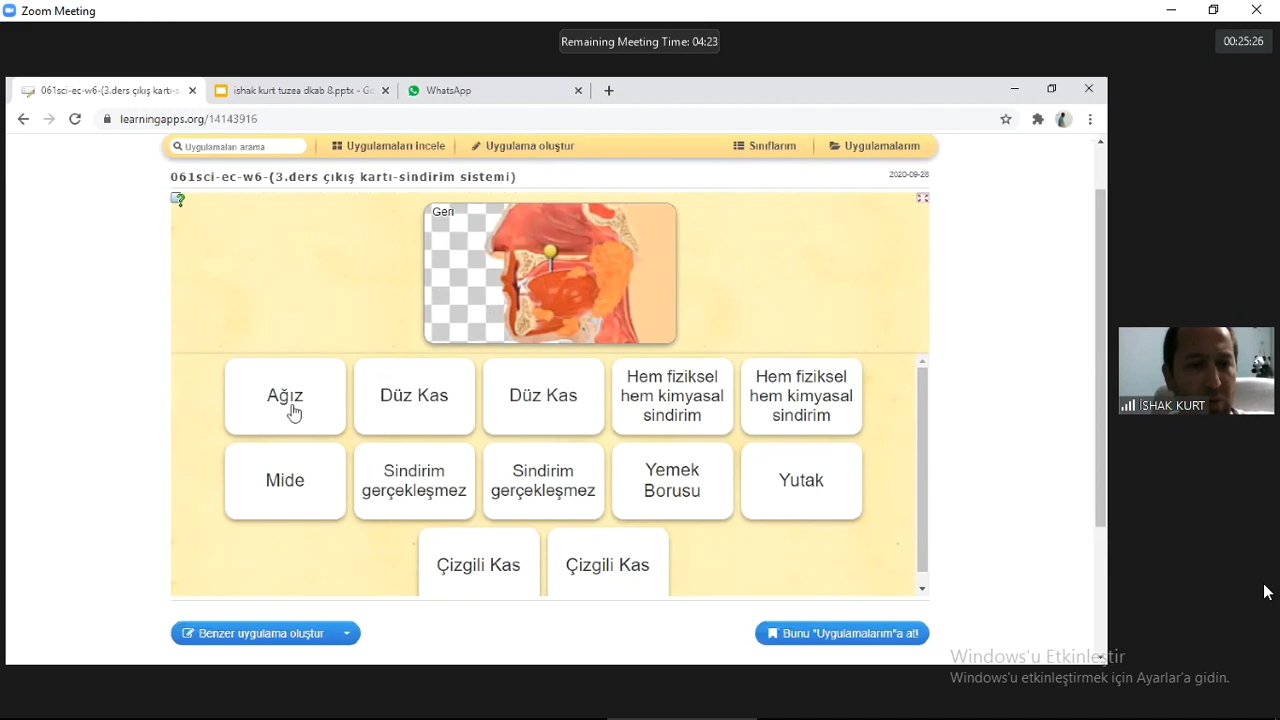 Zoom Meeting
Remaining Meeting Time: 04:23
00:25:26
061sci-ec-w6-(3.ders çıkış kartı-s
ishak kurt tuzea dkab 8.pptx - Go
WhatsApp
learningapps.org/14143916
Uygulamaları arama
Uygulamaları incele
Uygulama oluştur
Sınıflarım
Uygulamalarım
061sci-ec-w6-(3.ders çıkış kartı-sindirim sistemi)
2020-09-28
Geri
Ağız
Düz Kas
Düz Kas
Hem fiziksel
hem kimyasal
sindirim
Hem fiziksel
hem kimyasal
sindirim
Mide
Sindirim
gerçekleşmez
Sindirim
gerçekleşmez
Yemek
Borusu
Yutak
Çizgili Kas
Çizgili Kas
Benzer uygulama oluştur
Bunu "Uygulamalarım"a at!
İSHAK KURT
Windows'u Etkinleştir
Windows'u etkinleştirmek için Ayarlar'a gidin.